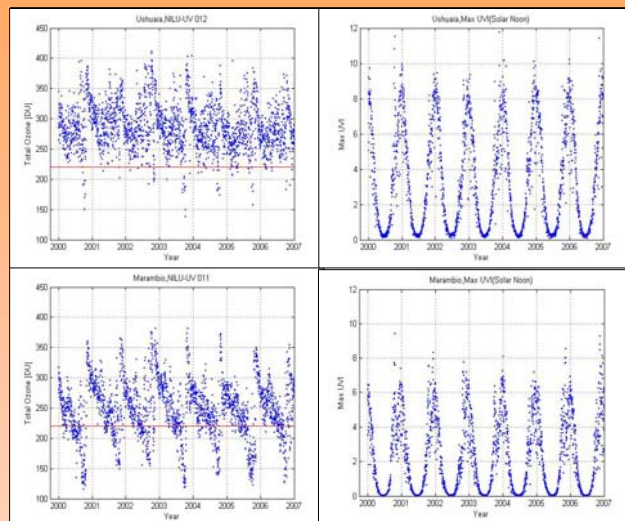 Ushuaia,NILU-UV 012
450
400
350
300
250
200
150
100
Total Ozone [DU]
2000 2001 2002 2003 2004 2005 2006 2007
Year
Ushuaia,Max UVI(Solar Noon)
12
10
8
6
4
2
0
Max UVI
2000 2001 2002 2003 2004 2005 2006 2007
Year
Marambio,NILU-UV 011
450
400
350
300
250
200
150
100
Total Ozone [DU]
2000 2001 2002 2003 2004 2005 2006 2007
Year
Marambio,Max UVI(Solar Noon)
12
10
8
6
4
2
0
Max UVI
2000 2001 2002 2003 2004 2005 2006 2007
Year